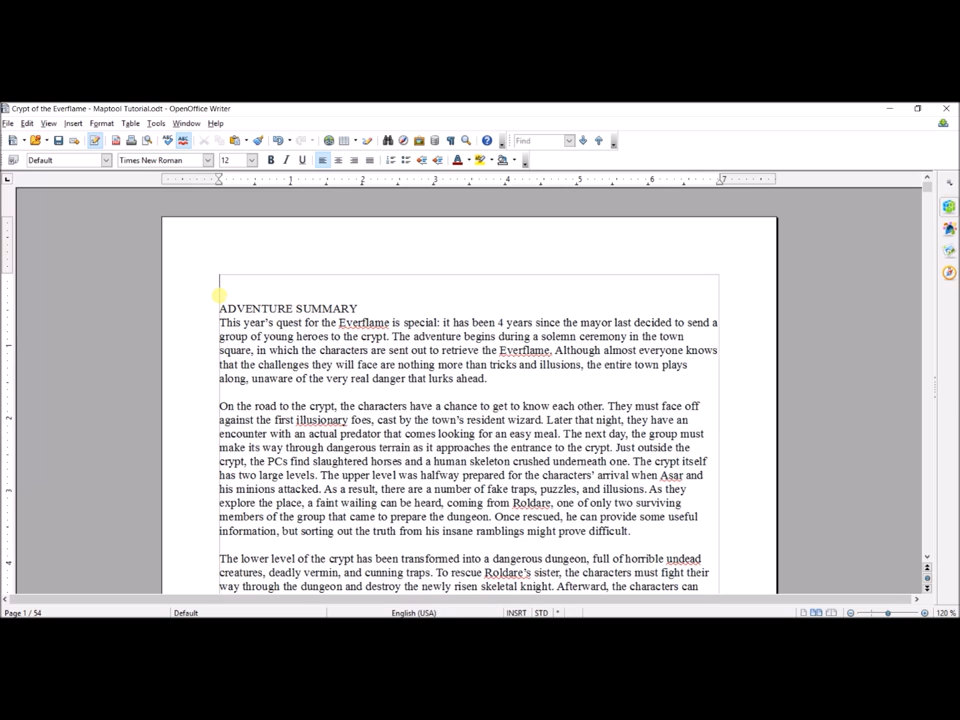 Crypt of the Everflame - Maptool Tutorial.odt - OpenOffice Writer
File Edit View Insert Format Table Tools Window Help
Find
Default Times New Roman 12 B I U A
1 2 3 4 5 6 7
ADVENTURE SUMMARY
This year's quest for the Everflame is special: it has been 4 years since the mayor last decided to send a
group of young heroes to the crypt. The adventure begins during a solemn ceremony in the town
square, in which the characters are sent out to retrieve the Everflame. Although almost everyone knows
that the challenges they will face are nothing more than tricks and illusions, the entire town plays
along, unaware of the very real danger that lurks ahead.
On the road to the crypt, the characters have a chance to get to know each other. They must face off
against the first illusionary foes, cast by the town's resident wizard. Later that night, they have an
encounter with an actual predator that comes looking for an easy meal. The next day, the group must
make its way through dangerous terrain as it approaches the entrance to the crypt. Just outside the
crypt, the PCs find slaughtered horses and a human skeleton crushed underneath one. The crypt itself
has two large levels. The upper level was halfway prepared for the characters' arrival when Asar and
his minions attacked. As a result, there are a number of fake traps, puzzles, and illusions. As they
explore the place, a faint wailing can be heard, coming from Roldare, one of only two surviving
members of the group that came to prepare the dungeon. Once rescued, he can provide some useful
information, but sorting out the truth from his insane ramblings might prove difficult.
The lower level of the crypt has been transformed into a dangerous dungeon, full of horrible undead
creatures, deadly vermin, and cunning traps. To rescue Roldare's sister, the characters must fight their
way through the dungeon and destroy the newly risen skeletal knight. Afterward, the characters can
Page 1 / 54 Default English (USA) INSRT STD * 120 %